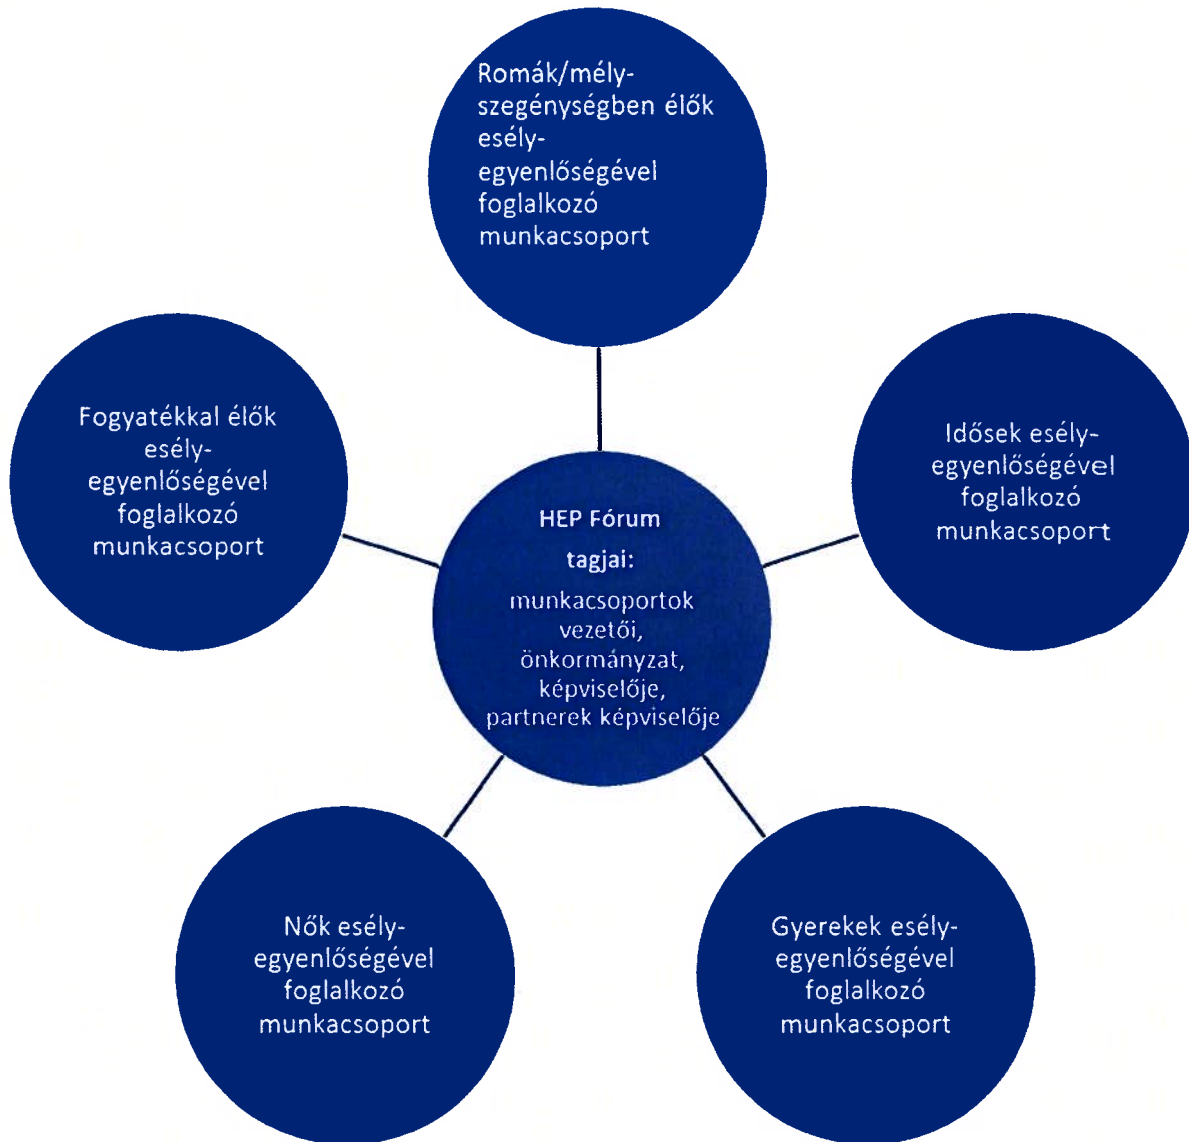 Romák/mély-
szegénységben élők
esély-
egyenlőségével
foglalkozó
munkacsoport
Fogyatékkal élők
esély-
egyenlőségével
foglalkozó
munkacsoport
Idősek esély-
egyenlőségével
foglalkozó
munkacsoport
HEP Fórum
tagjai:
munkacsoportok
vezetői,
önkormányzat,
képviselője,
partnerek képviselője
Nők esély-
egyenlőségével
foglalkozó
munkacsoport
Gyerekek esély-
egyenlőségével
foglalkozó
munkacsoport